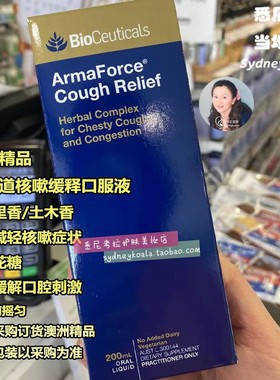 悉尼
当地
Sydney
BioCeuticals
ArmaForce®
Cough Relief
Herbal Complex
for Chesty Cough
and Congestion
精品
道核嗽缓释口服液
里香/土木香
减轻核嗽症状
花糖
缓解口腔刺激
摇匀
采购订货澳洲精品
包装以采购为准
悉尼考拉护肤美妆店
sydneykoala.taobao.com
No Added Dairy
Vegetarian
200mL
ORAL
LIQUID
AUST L 300144
DIETARY SUPPLEMENT
PRACTITIONER ONLY